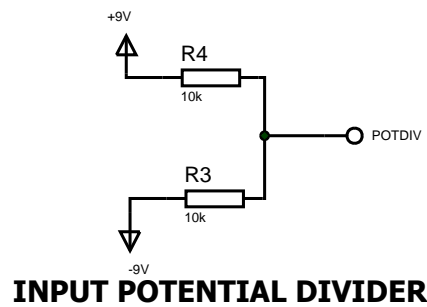 +9V
R4
10k
POTDIV
R3
10k
-9V
INPUT POTENTIAL DIVIDER